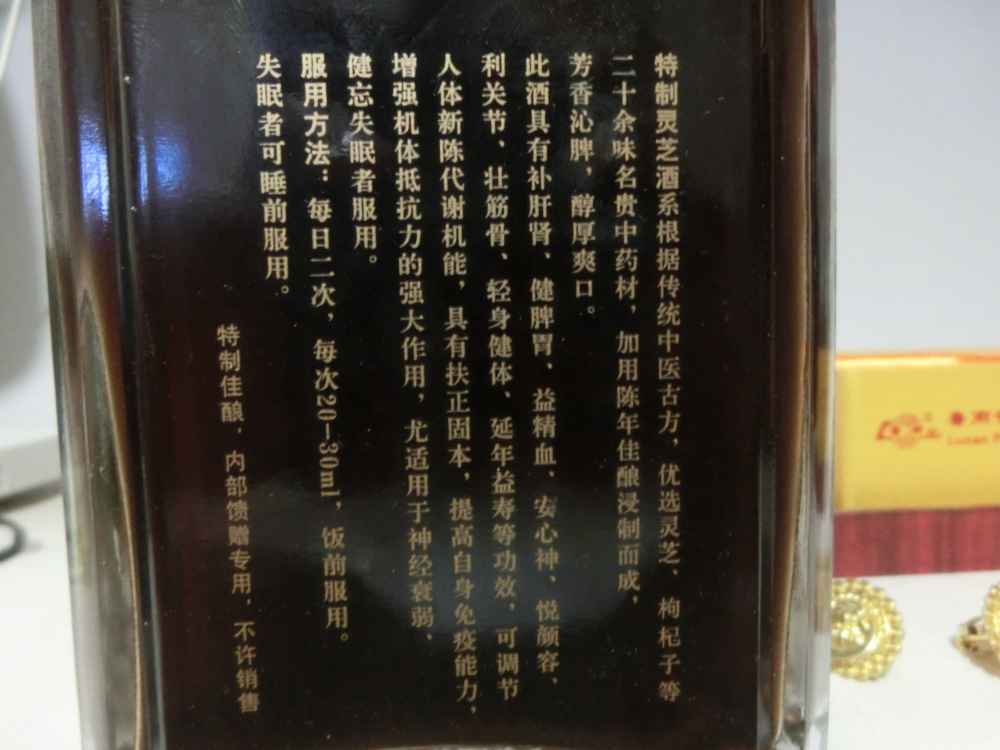 特制灵芝酒系根据传统中医古方，优选灵芝、枸杞子等
二十余味名贵中药材，加用陈年佳酿浸制而成，
芳香沁脾，醇厚爽口。
此酒具有补肝肾、健脾胃、益精血、安心神、悦颜容、
利关节、壮筋骨、轻身健体、延年益寿等功效，可调节
人体新陈代谢机能，具有扶正固本，提高自身免疫能力，
增强机体抵抗力的强大作用，尤适用于神经衰弱、
健忘失眠者服用。
服用方法：每日二次，每次20—30ml，饭前服用。
失眠者可睡前服用。
特制佳酿，内部馈赠专用，不许销售